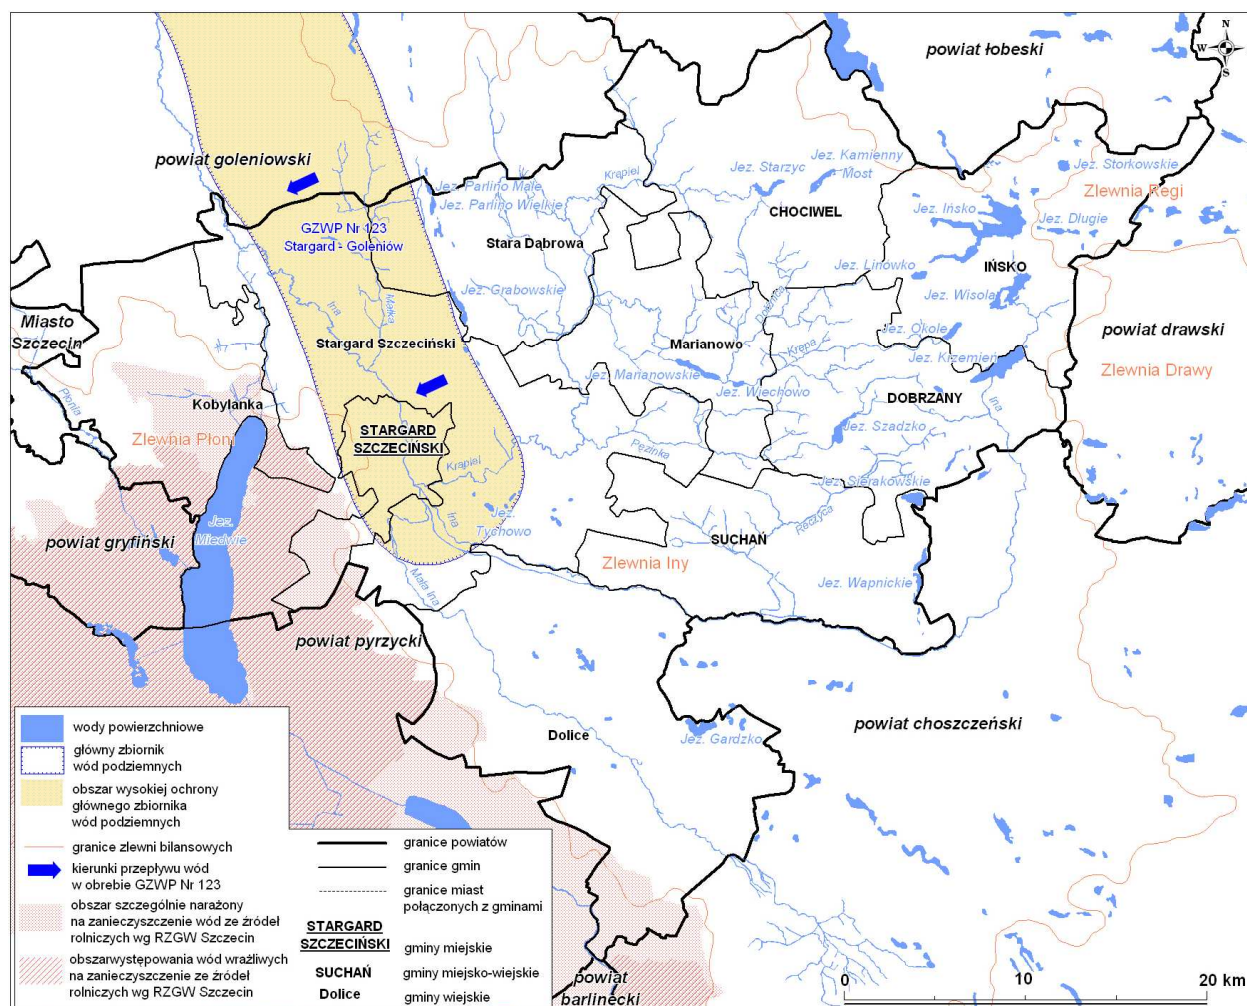 powiat łobeski
N
W
S
powiat goleniowski
Jez. Kamienny
Most
Jez. Starzyc
Jez. Storkowskie
Krąpiel
Jez. Parlino Małe
Zlewnia Regi
Jez. Parlino Wielkie
CHOCIWEL
Jez. Ińsko
Jez. Długie
GZWP Nr 123
Stargard - Goleniów
Stara Dąbrowa
Jez. Linówko
IŃSKO
Jez. Grabowskie
Jez. Wisola
Ina
Małka
Miasto
Szczecin
Jez. Okole
powiat drawski
Stargard Szczeciński
Marianowo
Krępa
Jez. Krzemień
Zlewnia Drawy
Jez. Marianowskie
Jez. Wiechowo
DOBRZANY
Ina
Płonia
Kobylanka
STARGARD
SZCZECIŃSKI
Zlewnia Płoni
Jez. Szadzko
Pęzinka
Krąpiel
Jez. Sierakowskie
Jez.
Tychowo
Ina
Reczyca
Jez.
Miedwie
powiat gryfiński
SUCHAŃ
Zlewnia Iny
Mała Ina
Jez. Wapnickie
powiat pyrzycki
powiat choszczeński
Dolice
Jez. Gardzko
wody powierzchniowe
główny zbiornik
wód podziemnych
obszar wysokiej ochrony
głównego zbiornika
wód podziemnych
granice zlewni bilansowych
kierunki przepływu wód
w obrebie GZWP Nr 123
obszar szczególnie narażony
na zanieczyszczenie wód ze źródeł
rolniczych wg RZGW Szczecin
obszarwystępowania wód wrażliwych
na zanieczyszczenie ze źródeł
rolniczych wg RZGW Szczecin
granice powiatów
granice gmin
granice miast
połączonych z gminami
STARGARD
SZCZECIŃSKI
gminy miejskie
SUCHAŃ
gminy miejsko-wiejskie
Dolice
gminy wiejskie
powiat
barlinecki
0
10
20 km